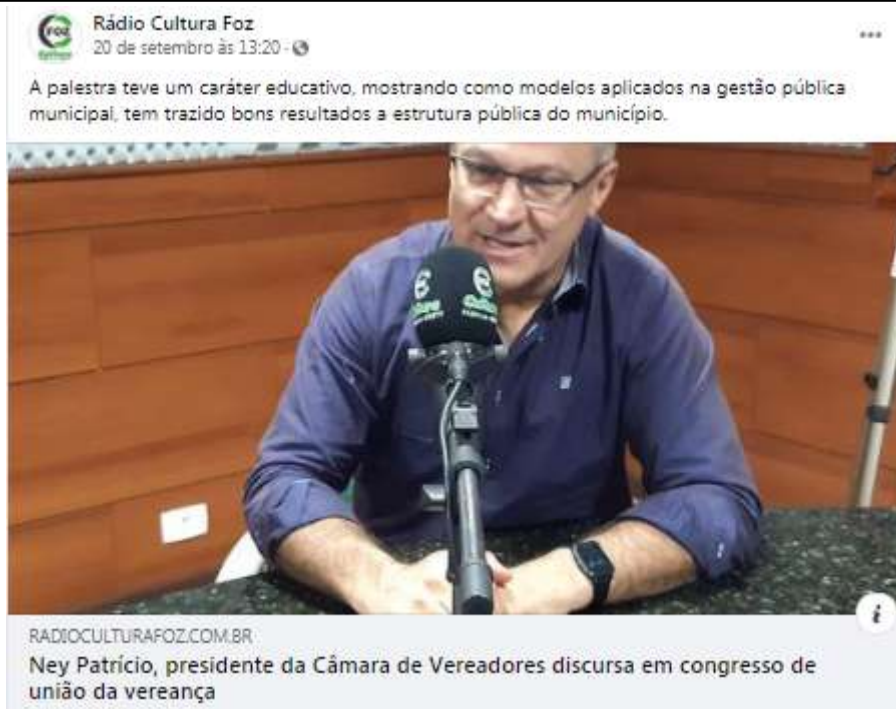 FOZ
Rádio Cultura Foz
20 de setembro às 13:20 ·
A palestra teve um caráter educativo, mostrando como modelos aplicados na gestão pública
municipal, tem trazido bons resultados a estrutura pública do município.
RADIOCULTURAFOZ.COM.BR
Ney Patrício, presidente da Câmara de Vereadores discursa em congresso de
união da vereança